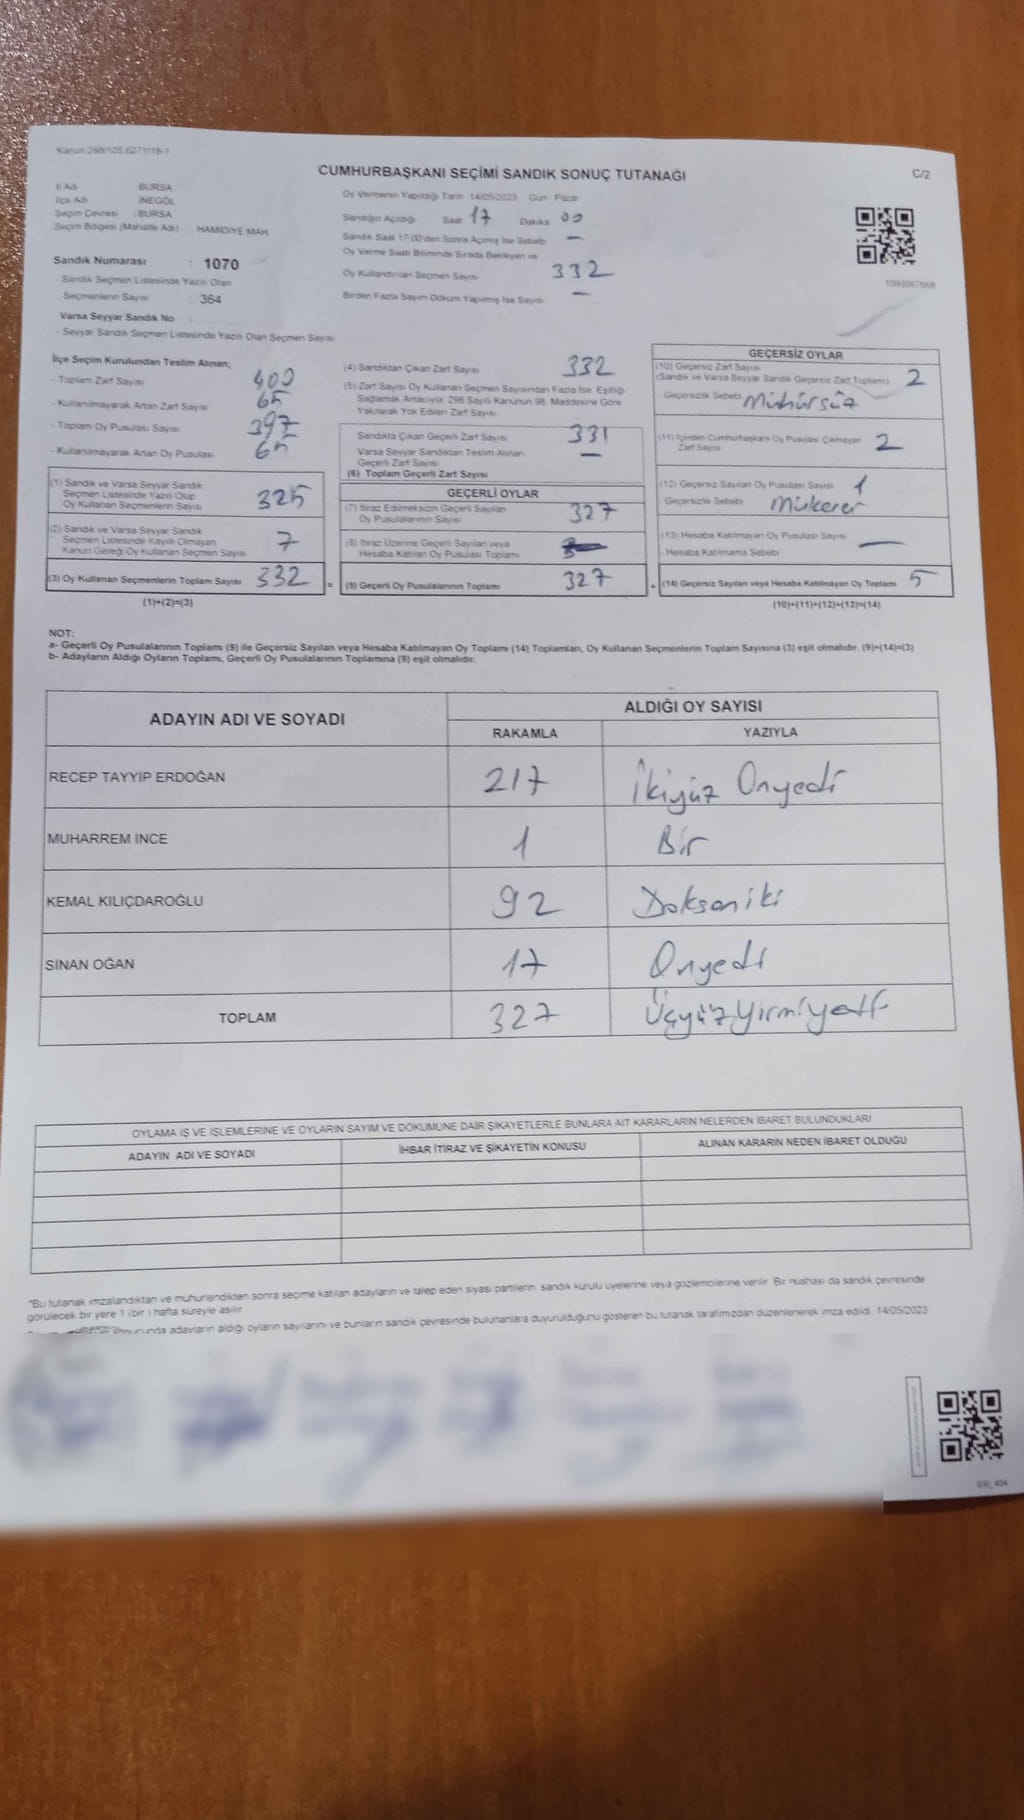 Kanun 298/105,6271/18-1
CUMHURBAŞKANI SEÇİMİ SANDIK SONUÇ TUTANAĞI
C/2
İl Adı : BURSA
İlçe Adı : İNEGÖL
Seçim Çevresi : BURSA
Seçim Bölgesi (Mahalle Adı) HAMİDİYE MAH
Sandık Numarası : 1070
- Sandık Seçmen Listesinde Yazılı Olan
Seçmenlerin Sayısı 364
Varsa Seyyar Sandık No
- Seyyar Sandık Seçmen Listesinde Yazılı Olan Seçmen Sayısı
Oy Vermenin Yapıldığı Tarih 14/05/2023 Gün Pazar
Sandığın Açıldığı Saat 17 Dakika 00
Sandık Saat 17:00'den Sonra Açılmış İse Sebebi —
Oy Verme Saati Bitiminde Sırada Bekleyen ve
Oy Kullandırılan Seçmen Sayısı 332
Birden Fazla Sayım Döküm Yapılmış İse Sayısı —
İlçe Seçim Kurulundan Teslim Alınan;
- Toplam Zarf Sayısı 400
- Kullanılmayarak Artan Zarf Sayısı 65
- Toplam Oy Pusulası Sayısı 397
- Kullanılmayarak Artan Oy Pusulası 65
(1) Sandık ve Varsa Seyyar Sandık
Seçmen Listesinde Yazılı Olup
Oy Kullanan Seçmenlerin Sayısı 325
(2) Sandık ve Varsa Seyyar Sandık
Seçmen Listesinde Kayıtlı Olmayan
Kanun Gereği Oy Kullanan Seçmen Sayısı 7
(3) Oy Kullanan Seçmenlerin Toplam Sayısı 332 =
(1)+(2)=(3)
(4) Sandıktan Çıkan Zarf Sayısı 332
(5) Zarf Sayısı Oy Kullanan Seçmen Sayısından Fazla İse, Eşitliği
Sağlamak Amacıyla, 298 Sayılı Kanunun 98. Maddesine Göre
Yakılarak Yok Edilen Zarf Sayısı
Sandıkta Çıkan Geçerli Zarf Sayısı 331
Varsa Seyyar Sandıktan Teslim Alınan
Geçerli Zarf Sayısı —
(6) Toplam Geçerli Zarf Sayısı
GEÇERLİ OYLAR
(7) İtiraz Edilmeksizin Geçerli Sayılan
Oy Pusulalarının Sayısı 327
(8) İtiraz Üzerine Geçerli Sayılan veya
Hesaba Katılan Oy Pusulası Toplamı
(9) Geçerli Oy Pusulalarının Toplamı 327 +
GEÇERSİZ OYLAR
(10) Geçersiz Zarf Sayısı
(Sandık ve Varsa Seyyar Sandık Geçersiz Zarf Toplamı) 2
- Geçersizlik Sebebi Mühürsüz
(11) İçinden Cumhurbaşkanı Oy Pusulası Çıkmayan
Zarf Sayısı 2
(12) Geçersiz Sayılan Oy Pusulası Sayısı 1
Geçersizlik Sebebi Mükerer
(13) Hesaba Katılmayan Oy Pusulası Sayısı —
- Hesaba Katılmama Sebebi
(14) Geçersiz Sayılan veya Hesaba Katılmayan Oy Toplamı 5
(10)+(11)+(12)+(13)=(14)
NOT:
a- Geçerli Oy Pusulalarının Toplamı (9) ile Geçersiz Sayılan veya Hesaba Katılmayan Oy Toplamı (14) Toplamları, Oy Kullanan Seçmenlerin Toplam Sayısına (3) eşit olmalıdır. (9)+(14)=(3)
b- Adayların Aldığı Oyların Toplamı, Geçerli Oy Pusulalarının Toplamına (9) eşit olmalıdır.
ADAYIN ADI VE SOYADI
ALDIĞI OY SAYISI
RAKAMLA YAZIYLA
RECEP TAYYİP ERDOĞAN 217 İkiyüz Onyedi
MUHARREM İNCE 1 Bir
KEMAL KILIÇDAROĞLU 92 Doksaniki
SİNAN OĞAN 17 Onyedi
TOPLAM 327 Üçyüzyirmiyedi
OYLAMA İŞ VE İŞLEMLERİNE VE OYLARIN SAYIM VE DÖKÜMÜNE DAİR ŞİKAYETLERLE BUNLARA AİT KARARLARIN NELERDEN İBARET BULUNDUKLARI
ADAYIN ADI VE SOYADI İHBAR İTİRAZ VE ŞİKAYETİN KONUSU ALINAN KARARIN NEDEN İBARET OLDUĞU
"Bu tutanak imzalandıktan ve mühürlendikten sonra seçime katılan adayların ve talep eden siyasi partilerin sandık kurulu üyelerine veya gözlemcilerine verilir. Bir nüshası da sandık çevresinde
görülecek bir yere 1 (bir) hafta süreyle asılır.
adayların aldığı oyların sayılarını ve bunların sandık çevresinde bulunanlara duyurulduğunu gösteren bu tutanak tarafımızdan düzenlenerek imza edildi. 14/05/2023